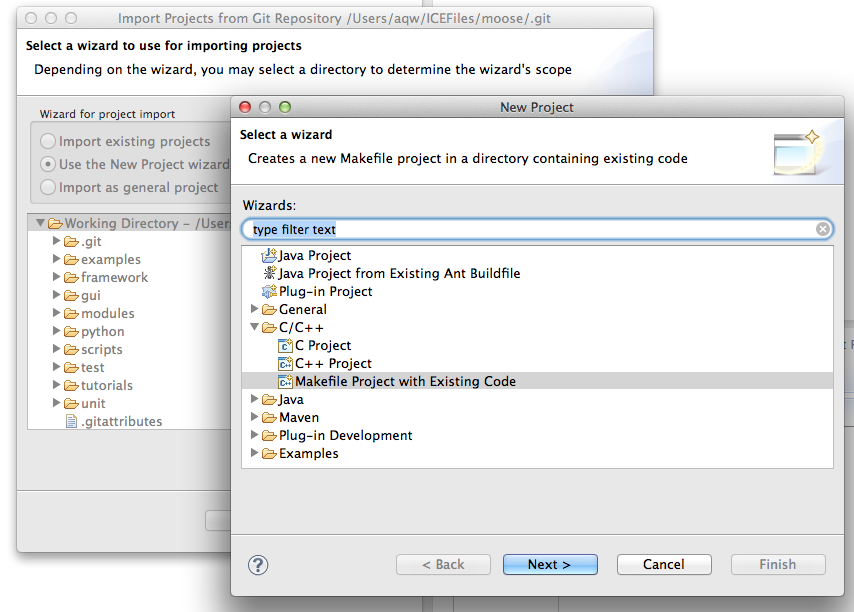 Import Projects from Git Repository /Users/aqw/ICEFiles/moose/.git
Select a wizard to use for importing projects
Depending on the wizard, you may select a directory to determine the wizard's scope
Wizard for project import
Import existing projects
Use the New Project wizard
Import as general project
Working Directory - /Users
.git
examples
framework
gui
modules
python
scripts
test
tutorials
unit
.gitattributes
New Project
Select a wizard
Creates a new Makefile project in a directory containing existing code
Wizards:
type filter text
Java Project
Java Project from Existing Ant Buildfile
Plug-in Project
General
C/C++
C Project
C++ Project
Makefile Project with Existing Code
Java
Maven
Plug-in Development
Examples
?
< Back
Next >
Cancel
Finish